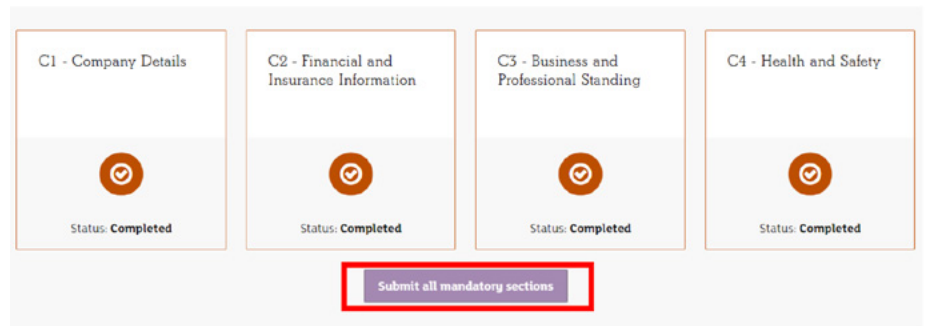 C1 - Company Details
C2 - Financial and
Insurance Information
C3 - Business and
Professional Standing
C4 - Health and Safety
Status: Completed
Status: Completed
Status: Completed
Status: Completed
Submit all mandatory sections